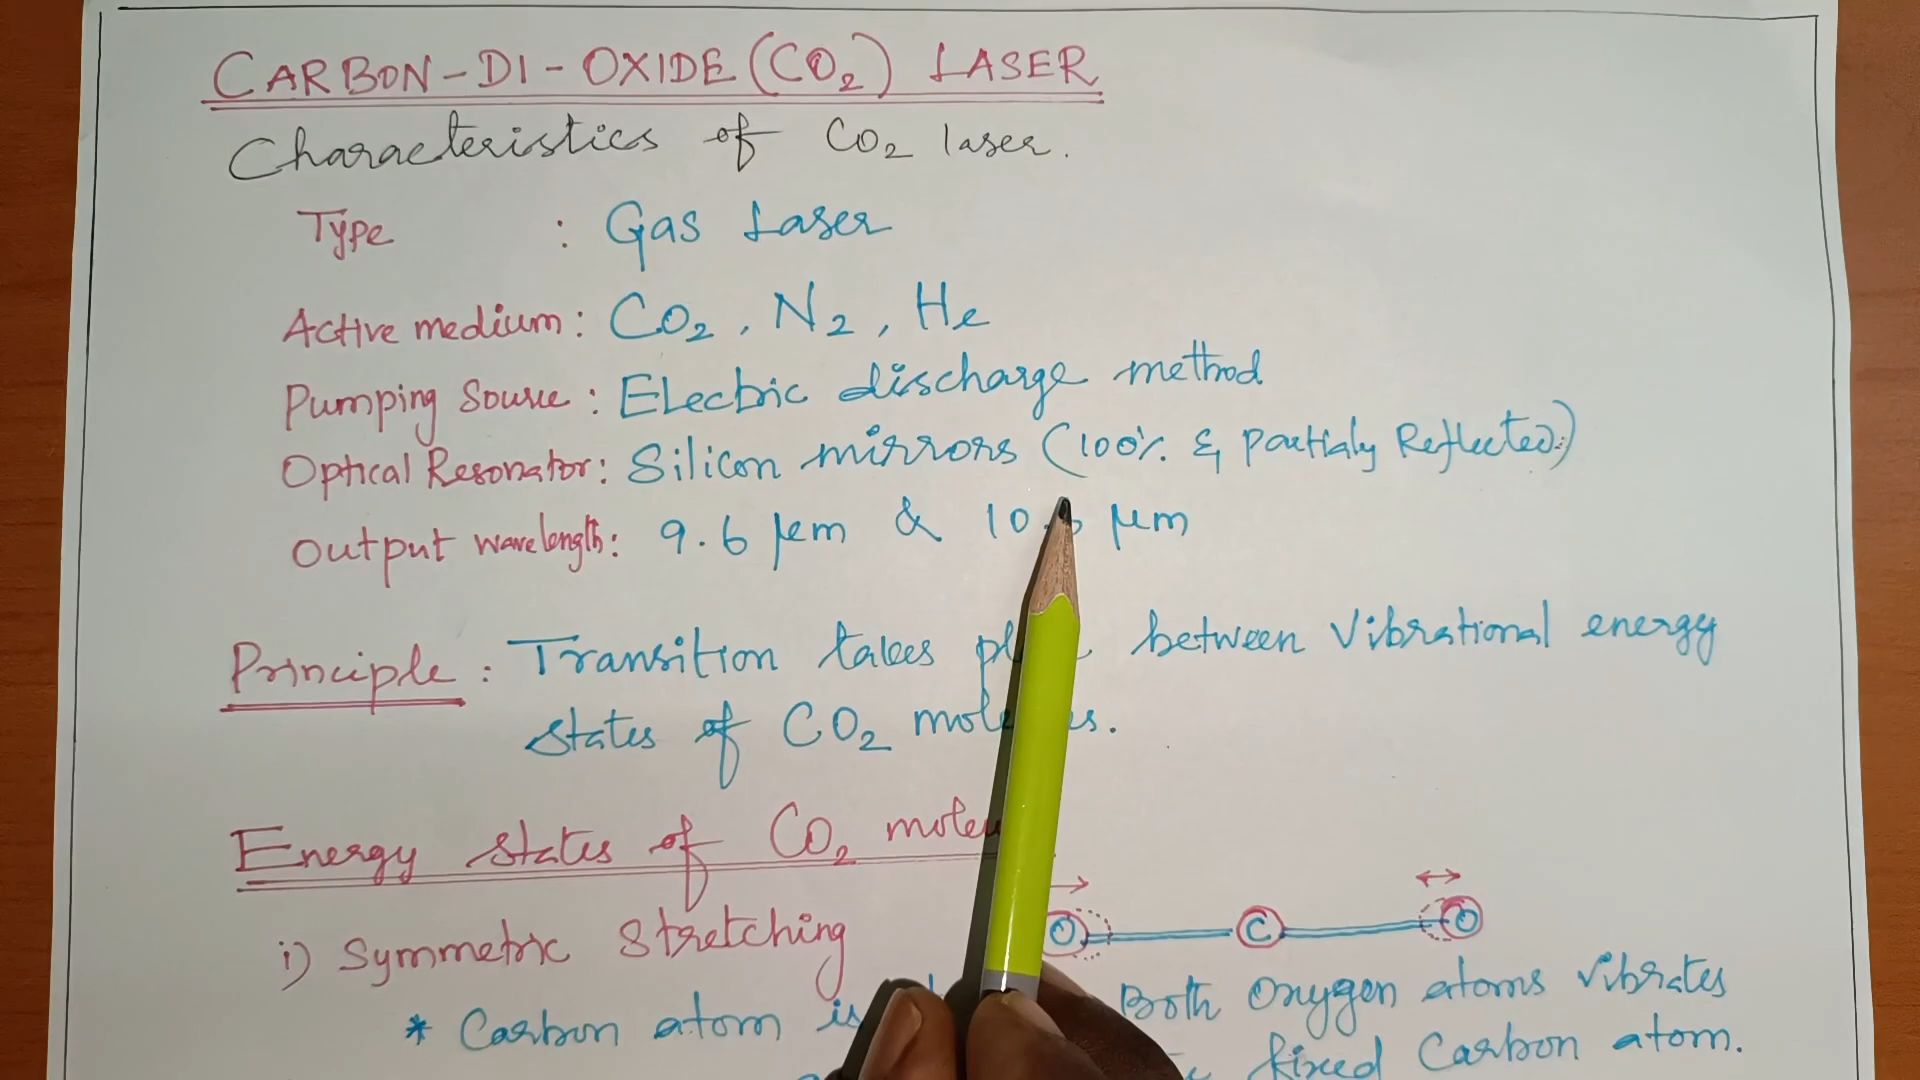 CARBON-DI-OXIDE (CO2) LASER
Characteristics of CO2 laser.
Type : Gas Laser
Active medium: CO2, N2, He
Pumping Source: Electric discharge method
Optical Resonator: Silicon mirrors (100% & Partialy Reflected.)
Output wavelength: 9.6 μm & 10.6 μm
Principle: Transition takes between Vibrational energy
States of CO2
Energy states of CO2
O C O
i) Symmetric Stretching
* Carbon atom is Both Oxygen atoms vibrates
fixed Carbon atom.